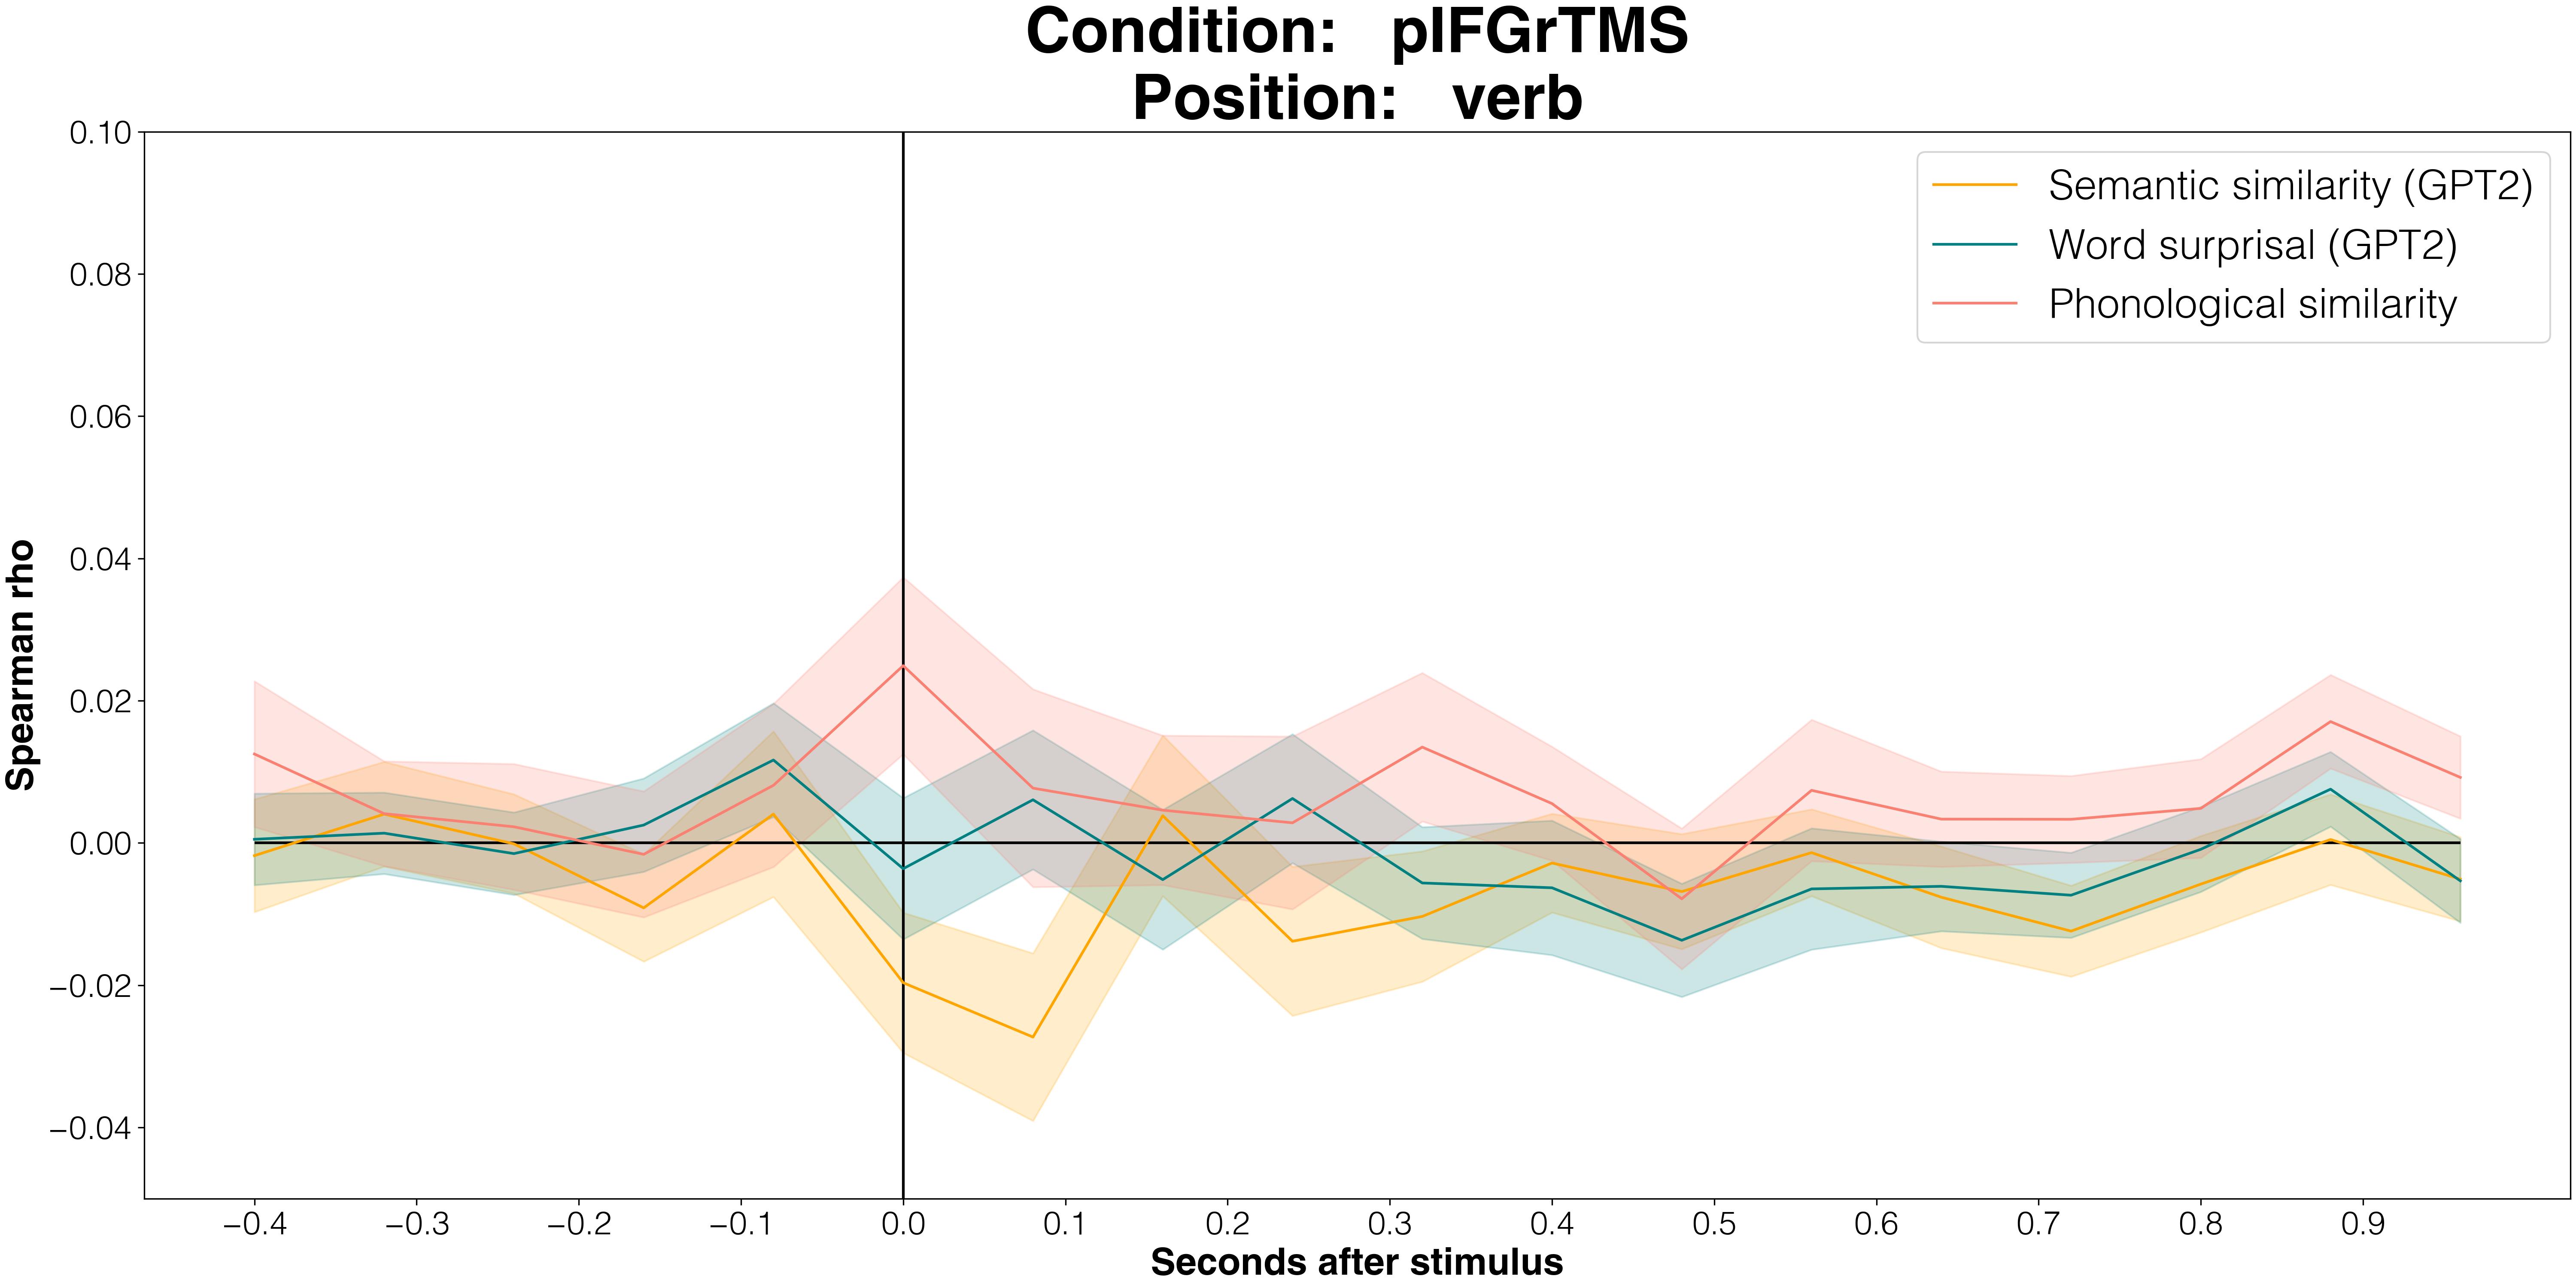 Condition:   pIFGrTMS
Position:   verb
0.10
0.08
0.06
0.04
0.02
0.00
−0.02
−0.04
Spearman rho
Semantic similarity (GPT2)
Word surprisal (GPT2)
Phonological similarity
−0.4 −0.3 −0.2 −0.1 0.0 0.1 0.2 0.3 0.4 0.5 0.6 0.7 0.8 0.9
Seconds after stimulus